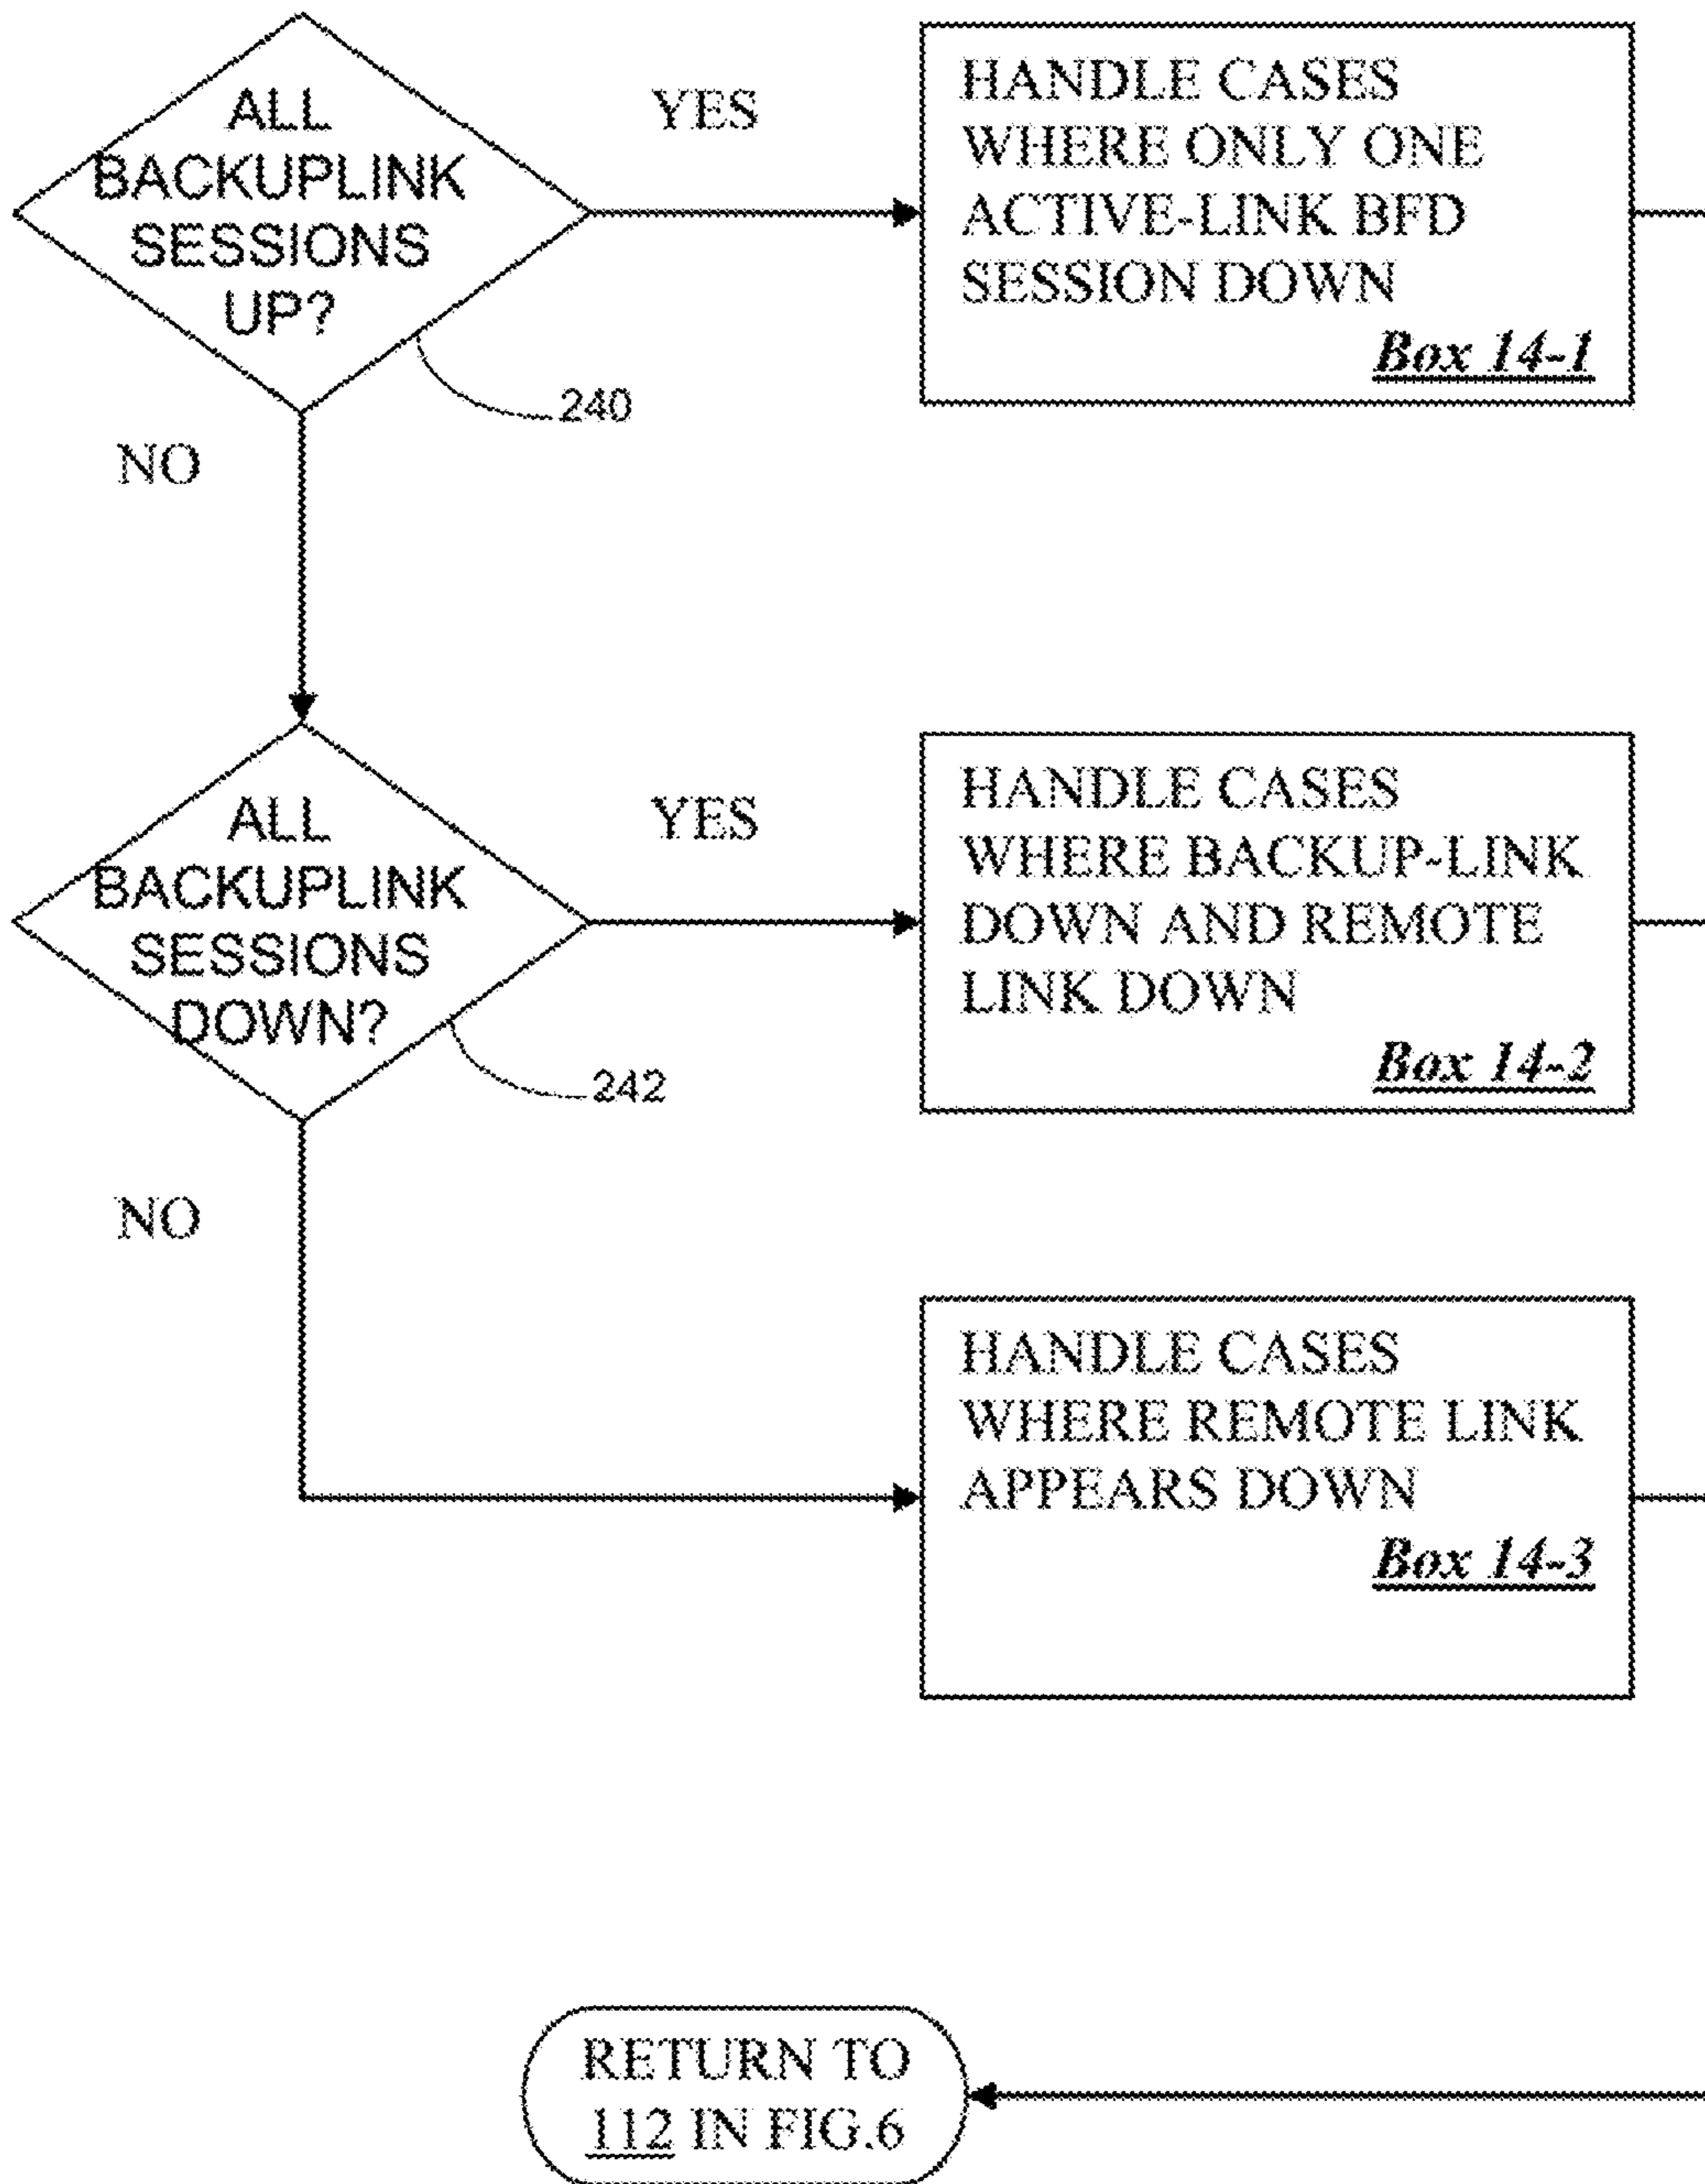 ALL
BACKUPLINK
SESSIONS
UP?
YES
HANDLE CASES
WHERE ONLY ONE
ACTIVE-LINK BFD
SESSION DOWN
Box 14-1
240
NO
ALL
BACKUPLINK
SESSIONS
DOWN?
YES
HANDLE CASES
WHERE BACKUP-LINK
DOWN AND REMOTE
LINK DOWN
Box 14-2
242
NO
HANDLE CASES
WHERE REMOTE LINK
APPEARS DOWN
Box 14-3
RETURN TO
112 IN FIG.6